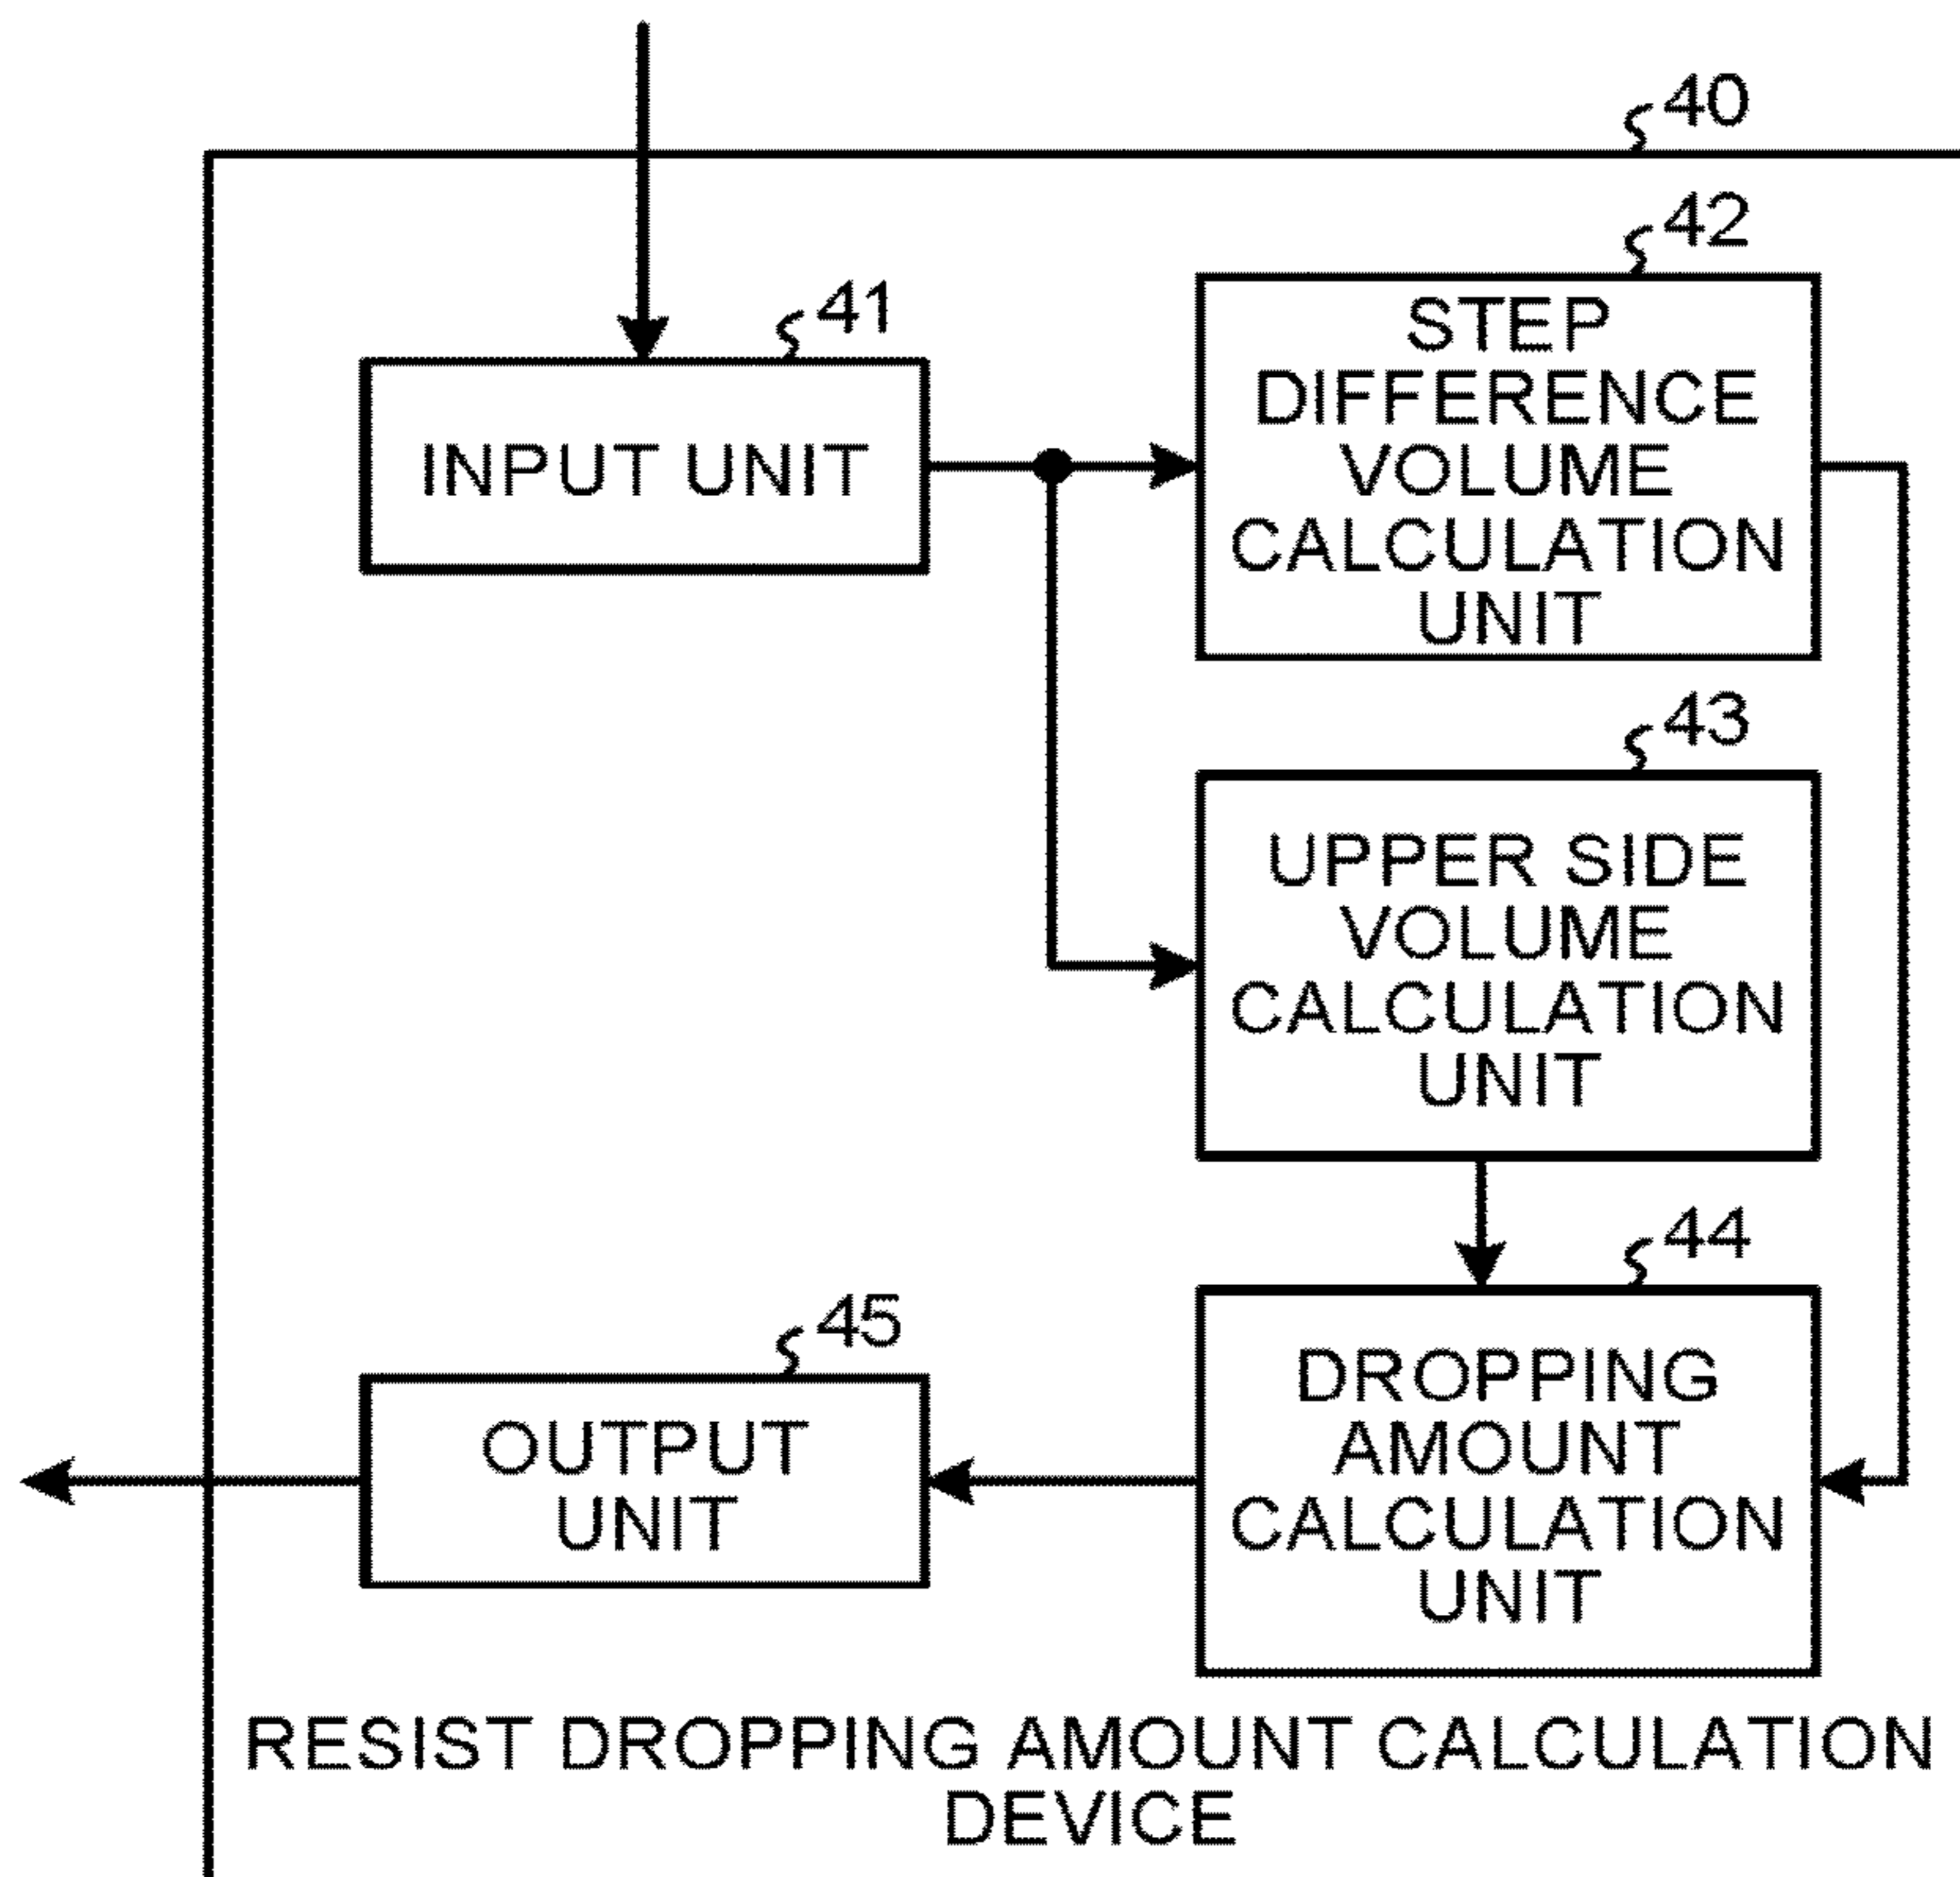 40
42
41
STEP
DIFFERENCE
VOLUME
CALCULATION
UNIT
INPUT UNIT
43
UPPER SIDE
VOLUME
CALCULATION
UNIT
44
DROPPING
AMOUNT
CALCULATION
UNIT
45
OUTPUT
UNIT
RESIST DROPPING AMOUNT CALCULATION
DEVICE